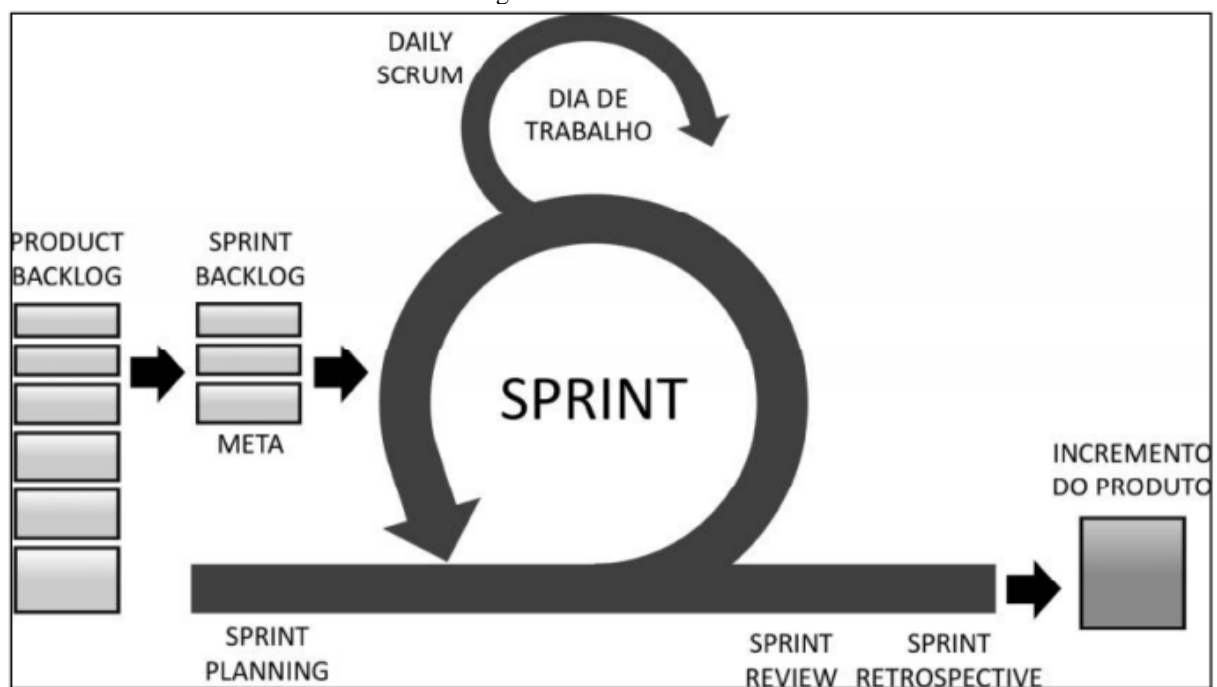 DAILY
SCRUM
DIA DE
TRABALHO
PRODUCT
BACKLOG
SPRINT
BACKLOG
META
SPRINT
INCREMENTO
DO PRODUTO
SPRINT
PLANNING
SPRINT
REVIEW
SPRINT
RETROSPECTIVE